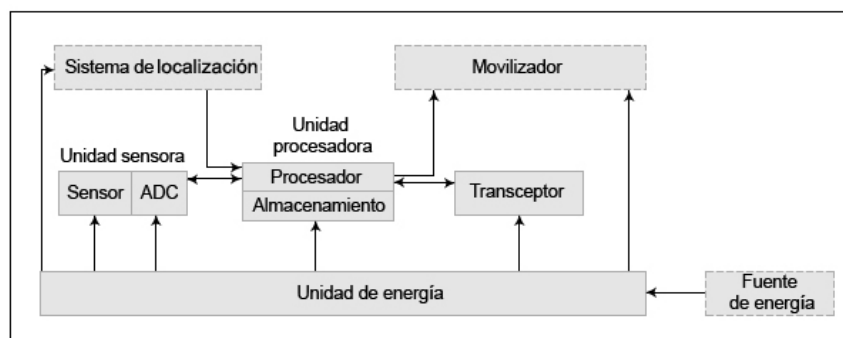 Sistema de localización
Movilizador
Unidad
procesadora
Unidad sensora
Sensor
ADC
Procesador
Almacenamiento
Transceptor
Unidad de energía
Fuente
de energía